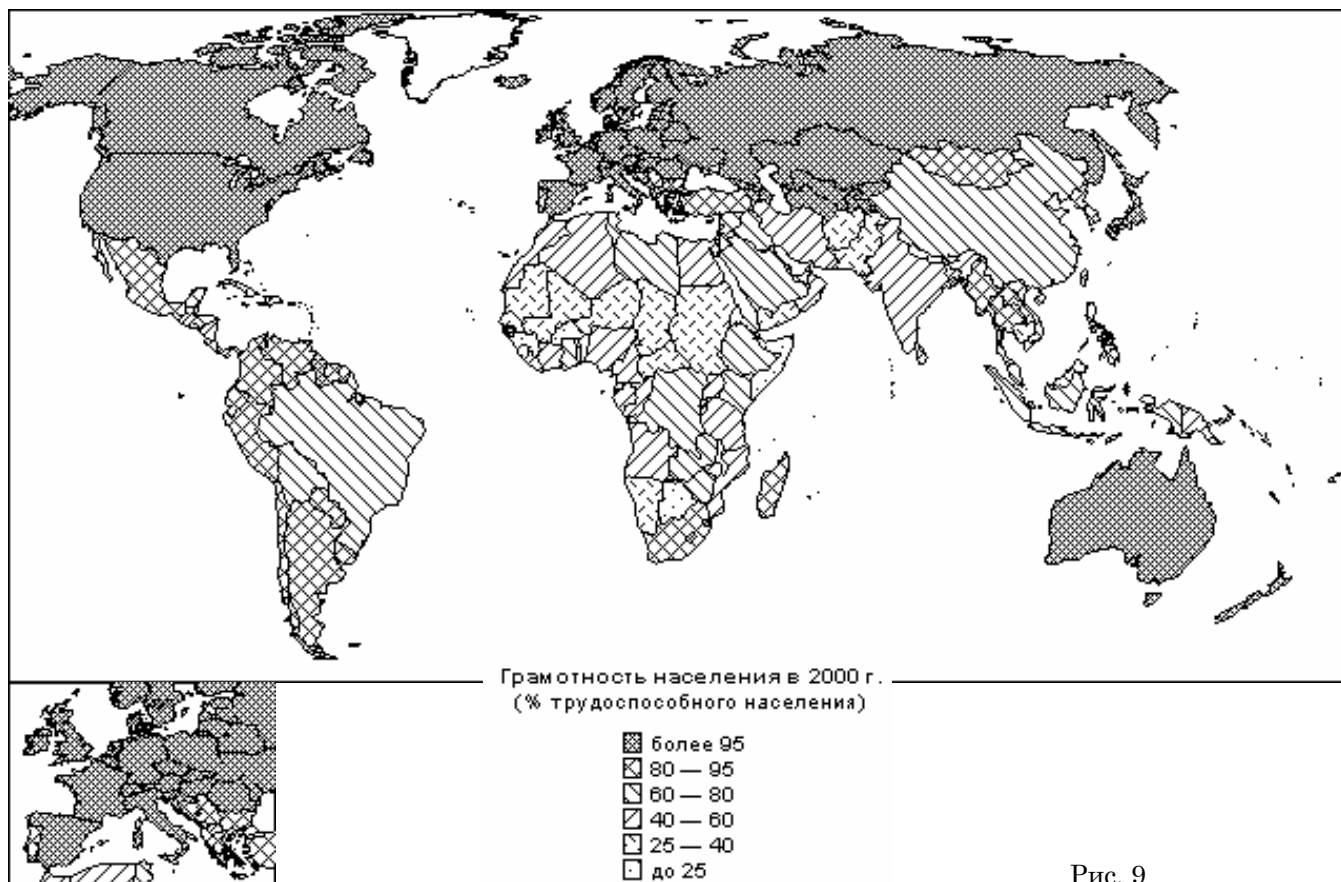 Грамотность населения в 2000 г.
(% трудоспособного населения)
более 95
80 — 95
60 — 80
40 — 60
25 — 40
до 25
Рис. 9